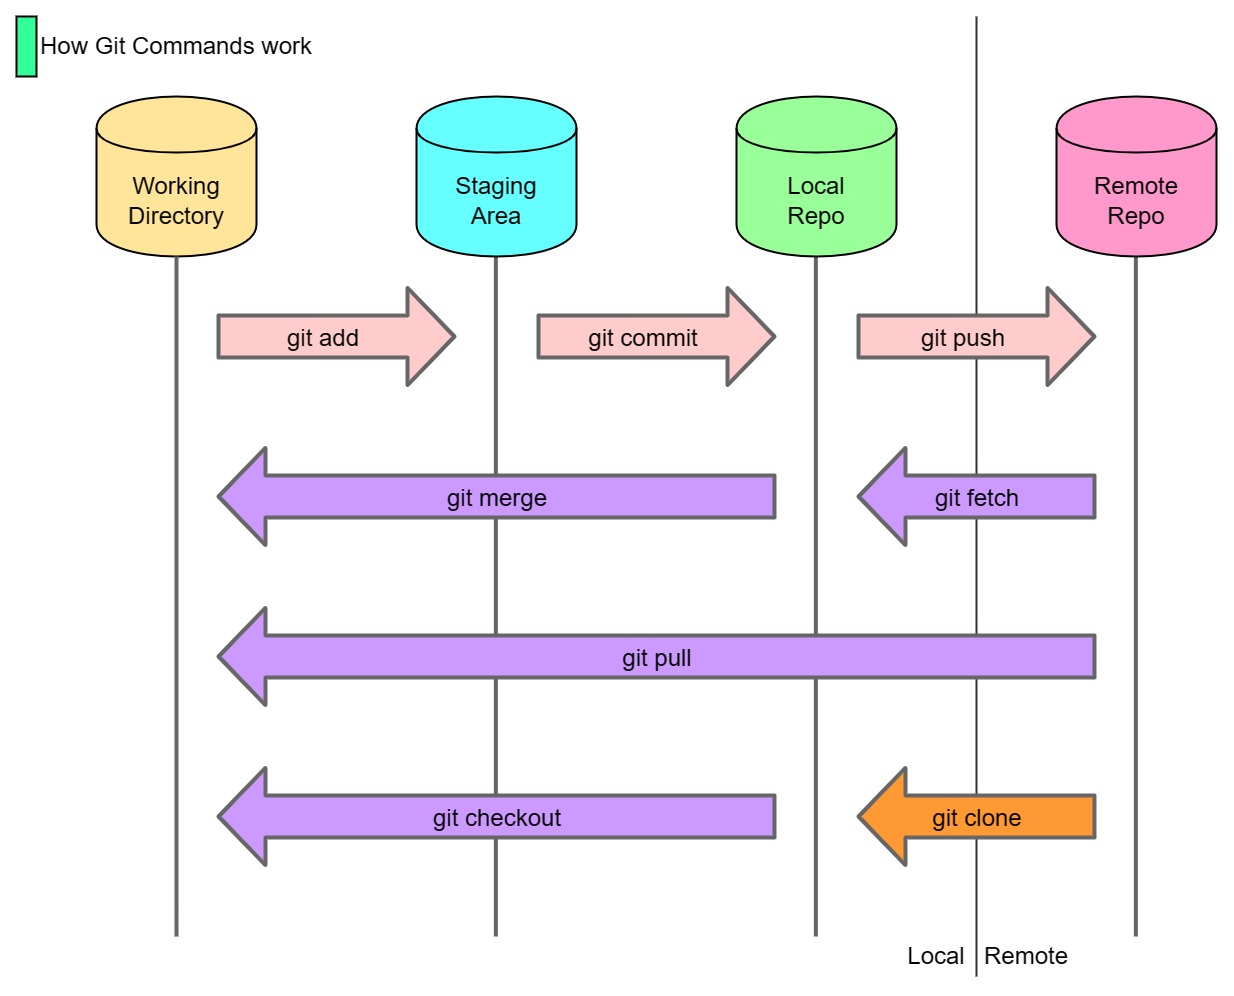 How Git Commands work
Working
Directory
Staging
Area
Local
Repo
Remote
Repo
git add
git commit
git push
git merge
git fetch
git pull
git checkout
git clone
Local
Remote